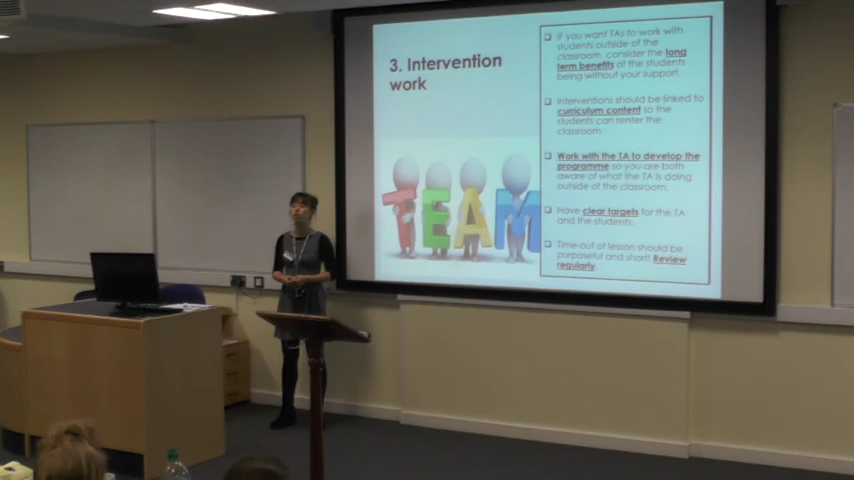 3. Intervention
work
TEAM
If you want TAs to work with
students outside of the
classroom, consider the long
term benefits of the students
being without your support.
Interventions should be linked to
curriculum content so the
students can renter the
classroom.
Work with the TA to develop the
programme so you are both
aware of what the TA is doing
outside of the classroom.
Have clear targets for the TA
and the students.
Time-out of lesson should be
purposeful and short! Review
regularly